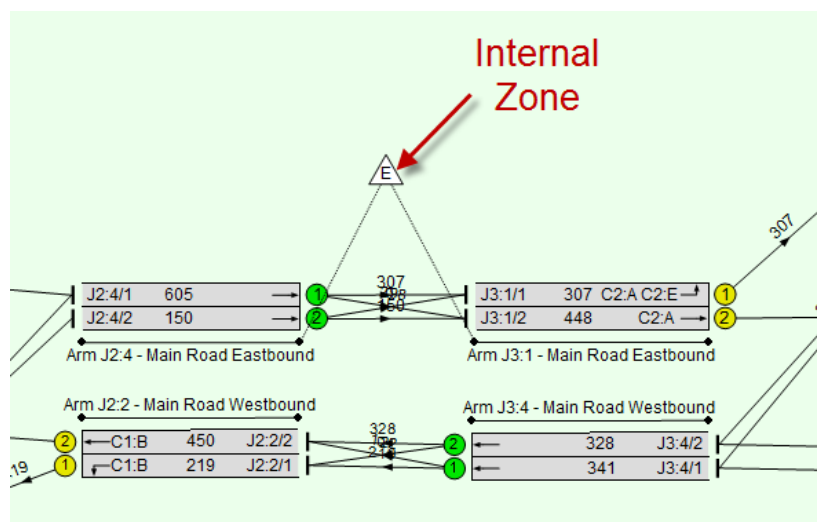 Internal
Zone
E
307
J2:4/1 605
1
307
J3:1/1 307 C2:A C2:E
1
J2:4/2 150
2
150
J3:1/2 448 C2:A
2
Arm J2:4 - Main Road Eastbound
Arm J3:1 - Main Road Eastbound
Arm J2:2 - Main Road Westbound
Arm J3:4 - Main Road Westbound
328
2 C1:B 450 J2:2/2
2
328 J3:4/2
19
1 C1:B 219 J2:2/1
219
1
341 J3:4/1